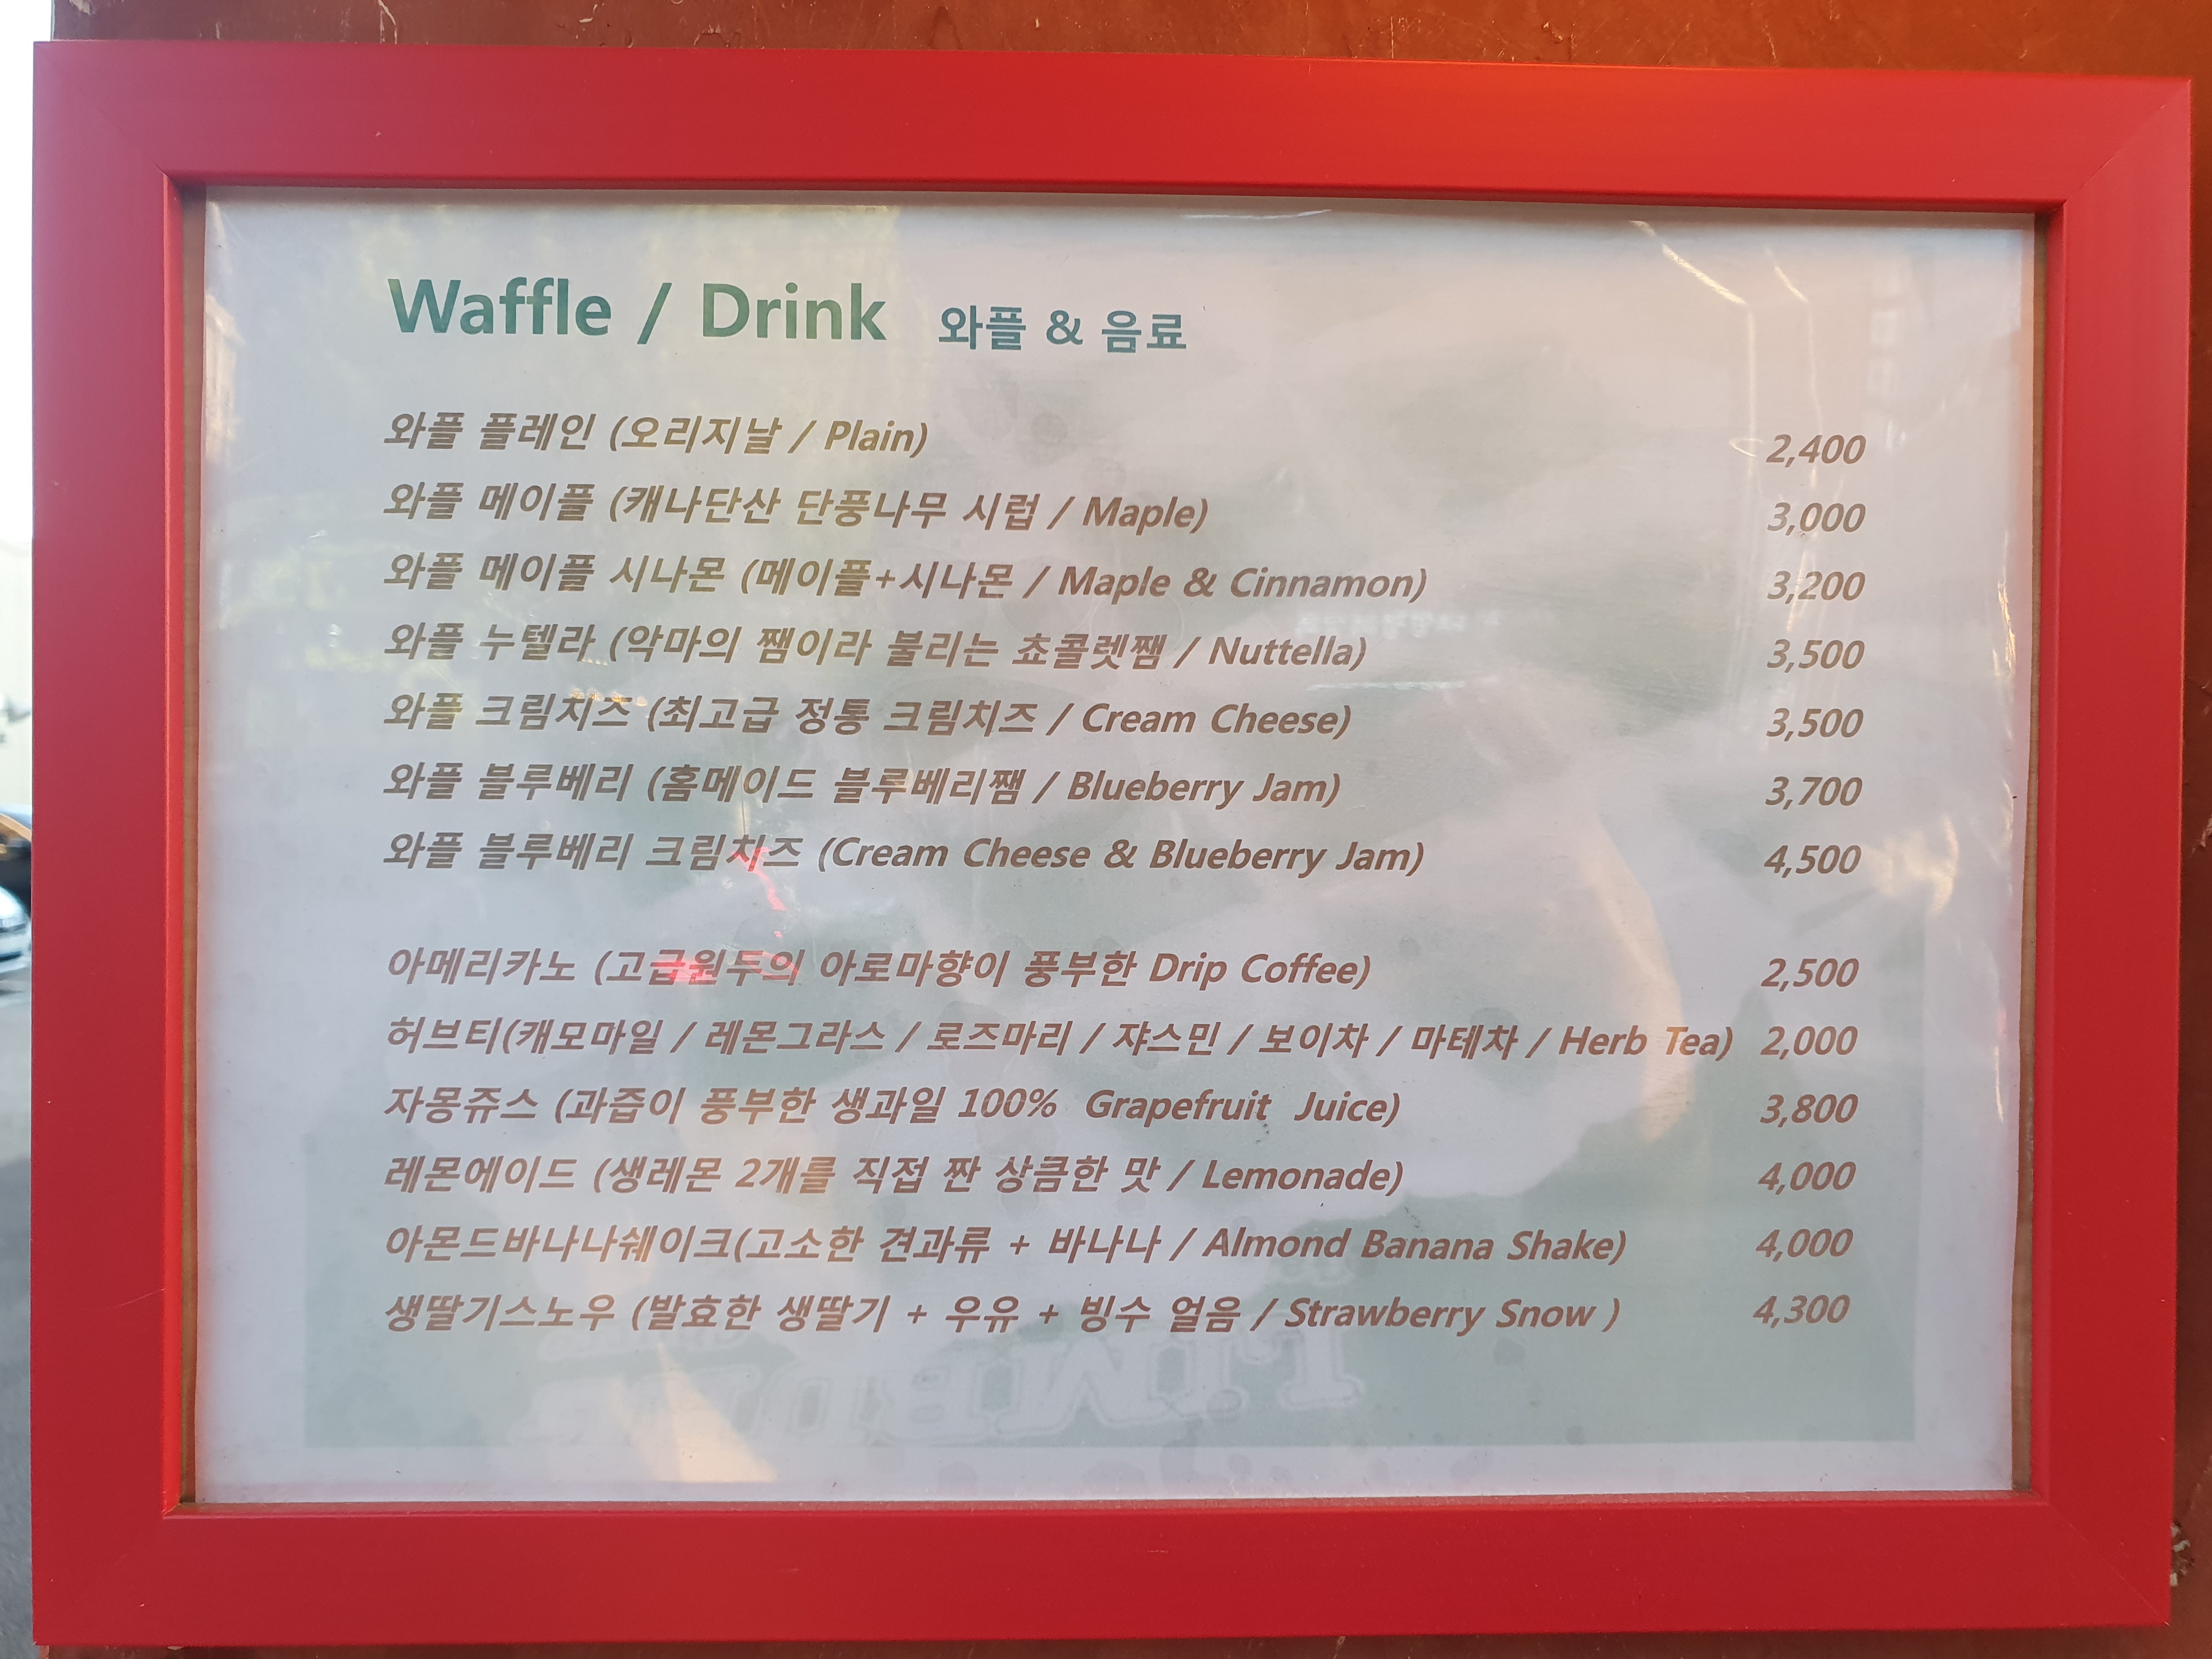 Waffle / Drink 와플 & 음료
와플 플레인 (오리지날 / Plain) 2,400
와플 메이플 (캐나단산 단풍나무 시럽 / Maple) 3,000
와플 메이플 시나몬 (메이플+시나몬 / Maple & Cinnamon) 3,200
와플 누텔라 (악마의 쨈이라 불리는 쵸콜렛쨈 / Nuttella) 3,500
와플 크림치즈 (최고급 정통 크림치즈 / Cream Cheese) 3,500
와플 블루베리 (홈메이드 블루베리쨈 / Blueberry Jam) 3,700
와플 블루베리 크림치즈 (Cream Cheese & Blueberry Jam) 4,500
아메리카노 (고급원두의 아로마향이 풍부한 Drip Coffee) 2,500
허브티(캐모마일 / 레몬그라스 / 로즈마리 / 쟈스민 / 보이차 / 마테차 / Herb Tea) 2,000
자몽쥬스 (과즙이 풍부한 생과일 100% Grapefruit Juice) 3,800
레몬에이드 (생레몬 2개를 직접 짠 상큼한 맛 / Lemonade) 4,000
아몬드바나나쉐이크(고소한 견과류 + 바나나 / Almond Banana Shake) 4,000
생딸기스노우 (발효한 생딸기 + 우유 + 빙수 얼음 / Strawberry Snow ) 4,300